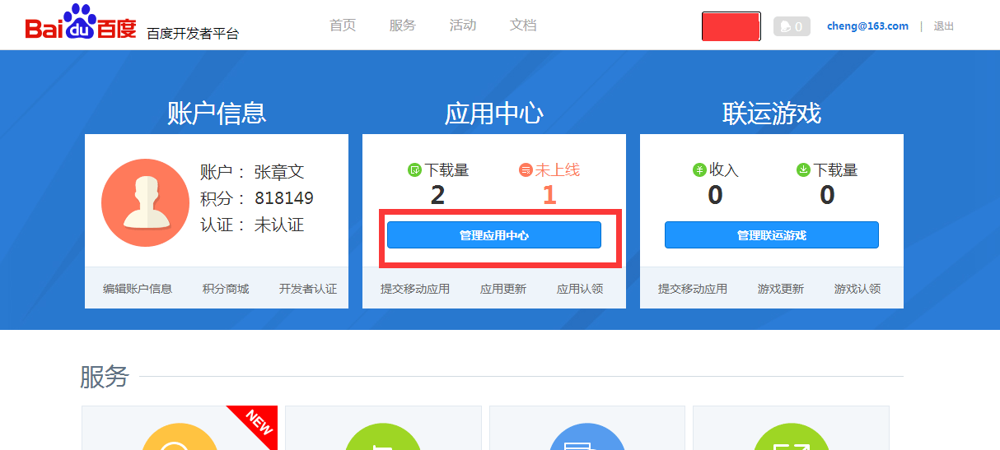 Baidu百度 百度开发者平台 首页 服务 活动 文档 0 cheng@163.com | 退出
账户信息 应用中心 联运游戏
账户： 张章文
积分： 818149
认证： 未认证
编辑账户信息 积分商城 开发者认证
下载量 未上线
2 1
管理应用中心
提交移动应用 应用更新 应用认领
收入 下载量
0 0
管理联运游戏
提交移动应用 游戏更新 游戏认领
服务
NEW